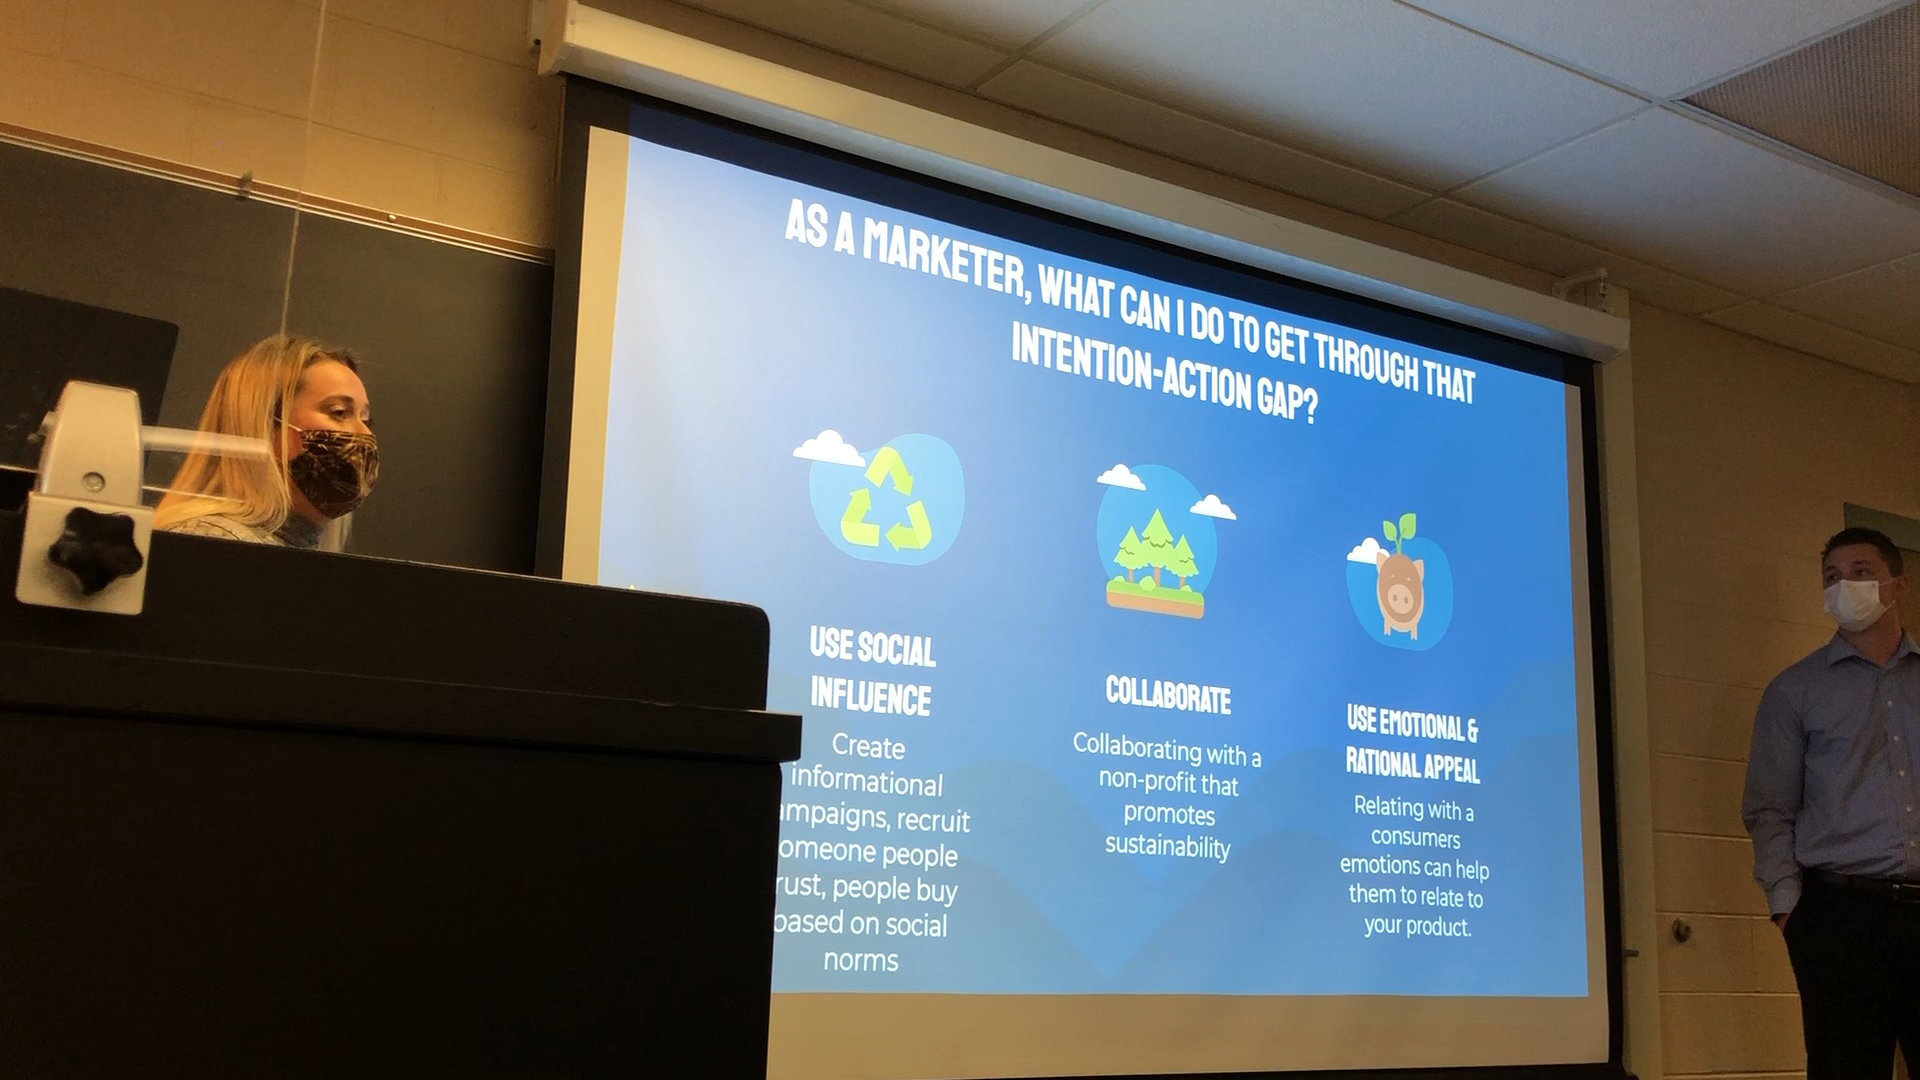 AS A MARKETER, WHAT CAN I DO TO GET THROUGH THAT
INTENTION-ACTION GAP?
USE SOCIAL
INFLUENCE
Create
informational
ampaigns, recruit
omeone people
rust, people buy
based on social
norms
COLLABORATE
Collaborating with a
non-profit that
promotes
sustainability
USE EMOTIONAL &
RATIONAL APPEAL
Relating with a
consumers
emotions can help
them to relate to
your product.